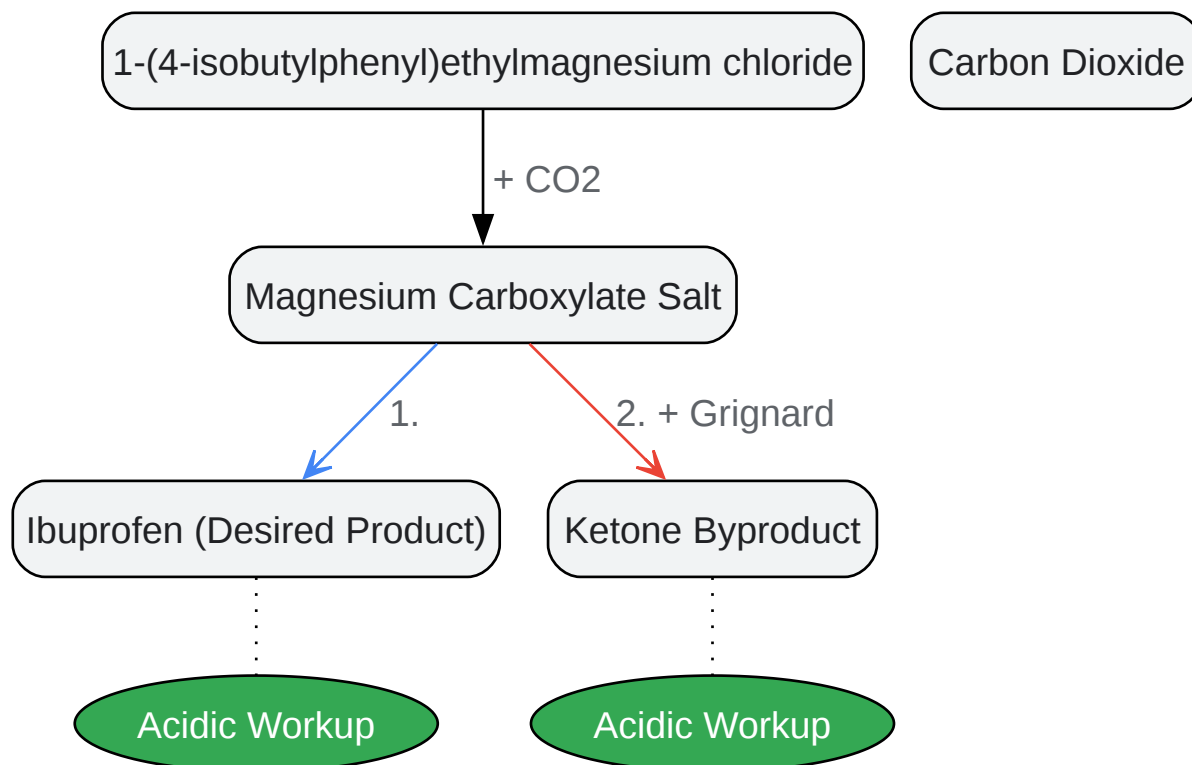 1-(4-isobutylphenyl)ethylmagnesium chloride
Carbon Dioxide
+ CO2
Magnesium Carboxylate Salt
1.
2. + Grignard
Ibuprofen (Desired Product)
Ketone Byproduct
Acidic Workup
Acidic Workup